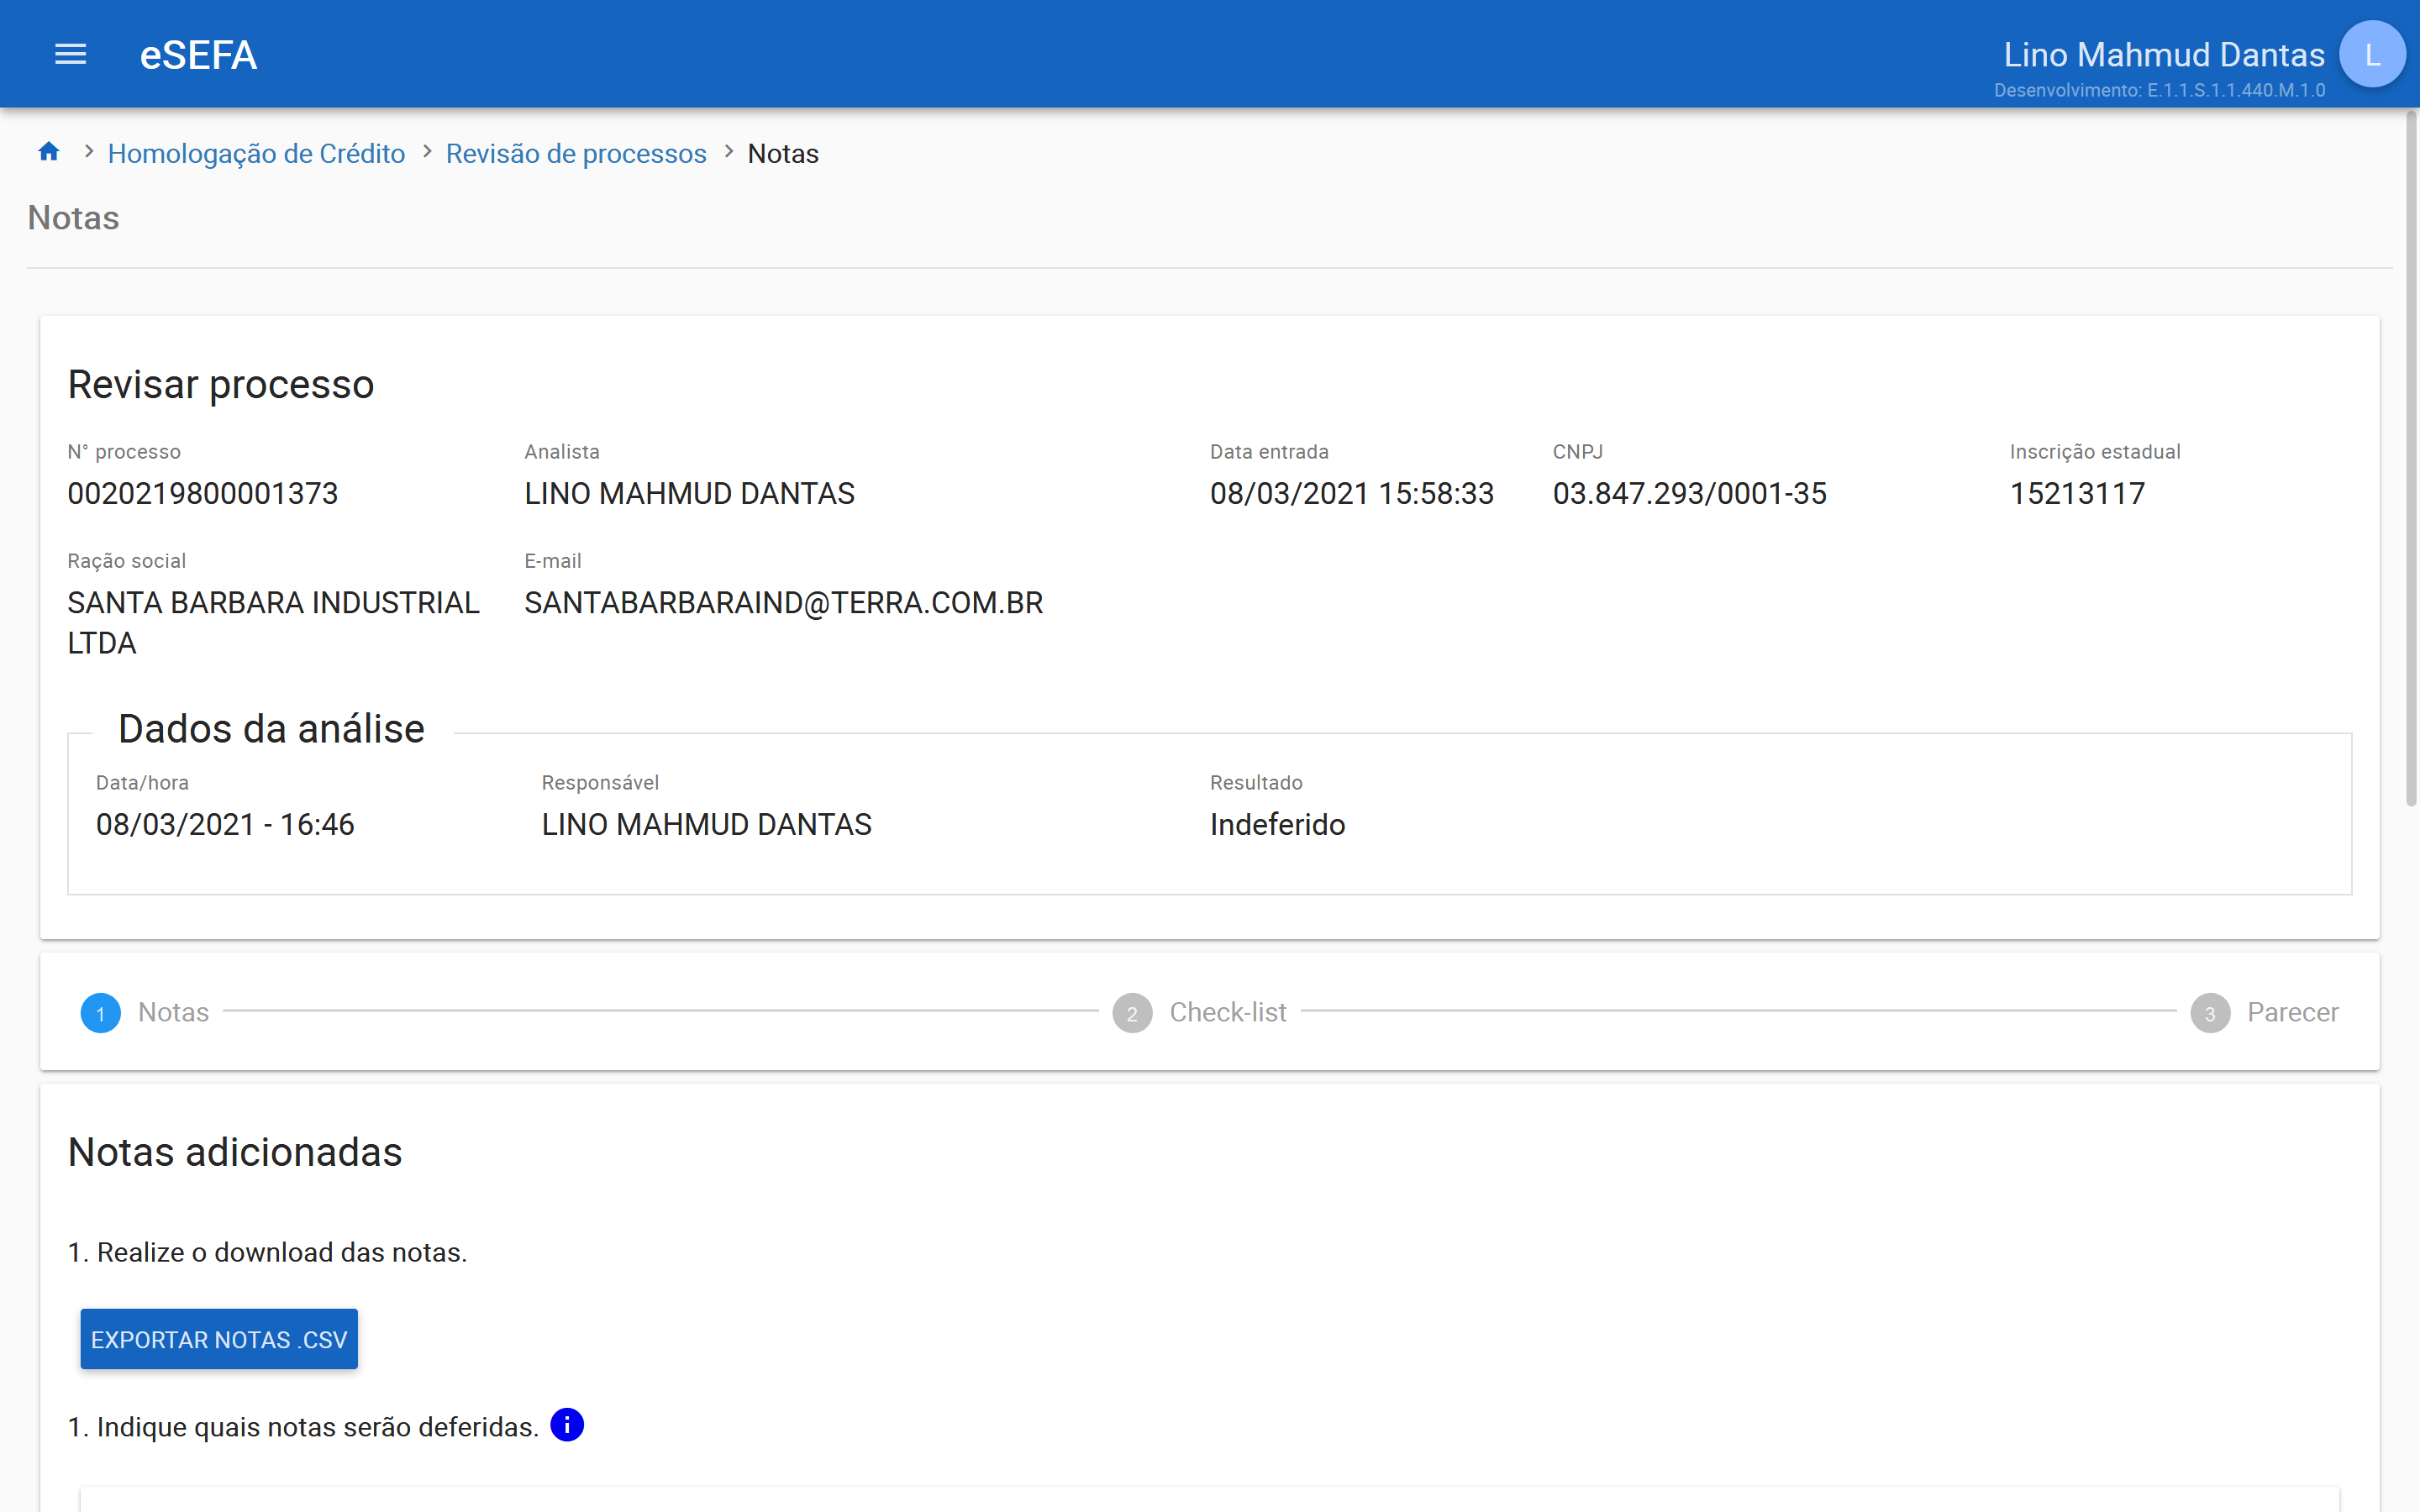 eSEFA
Lino Mahmud Dantas
L
Desenvolvimento: E.1.1.S.1.1.440.M.1.0
Homologação de Crédito > Revisão de processos > Notas
Notas
Revisar processo
N° processo
0020219800001373
Analista
LINO MAHMUD DANTAS
Data entrada
08/03/2021 15:58:33
CNPJ
03.847.293/0001-35
Inscrição estadual
15213117
Ração social
SANTA BARBARA INDUSTRIAL
LTDA
E-mail
SANTABARBARAIND@TERRA.COM.BR
Dados da análise
Data/hora
08/03/2021 - 16:46
Responsável
LINO MAHMUD DANTAS
Resultado
Indeferido
1 Notas
2 Check-list
3 Parecer
Notas adicionadas
1. Realize o download das notas.
EXPORTAR NOTAS .CSV
1. Indique quais notas serão deferidas.